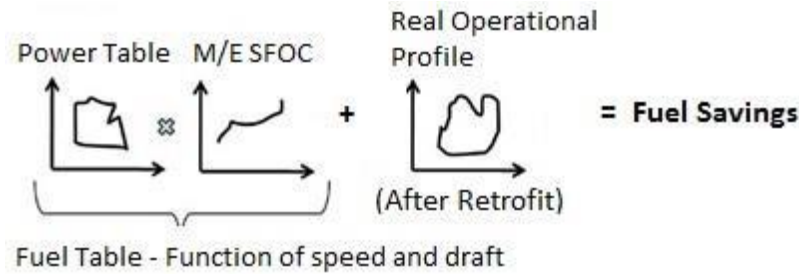 Real Operational
Profile
Power Table M/E SFOC
+ = Fuel Savings
(After Retrofit)
Fuel Table - Function of speed and draft